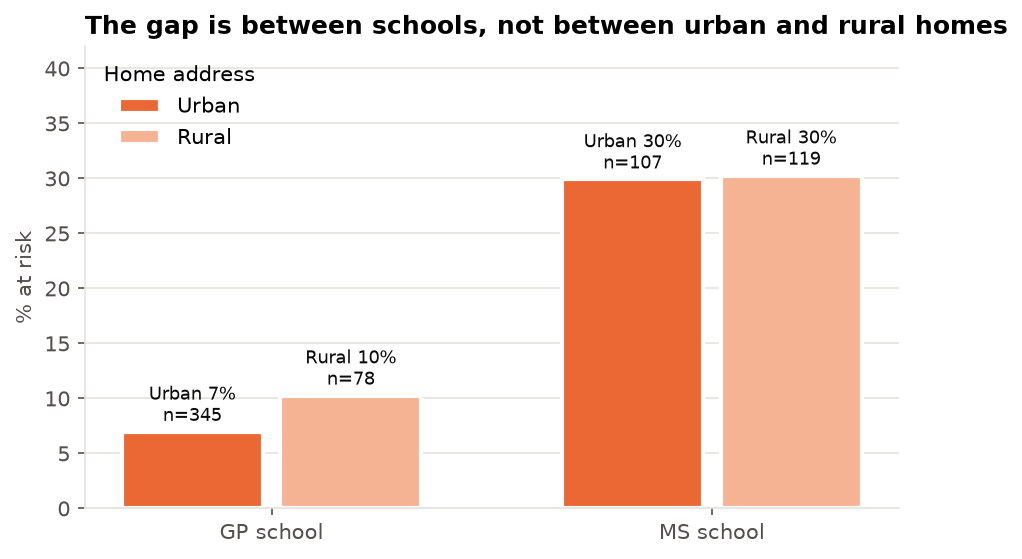 The gap is between schools, not between urban and rural homes
Home address
Urban
Rural
% at risk
40
35
30
25
20
15
10
5
0
Urban 7%
n=345
Rural 10%
n=78
Urban 30%
n=107
Rural 30%
n=119
GP school
MS school